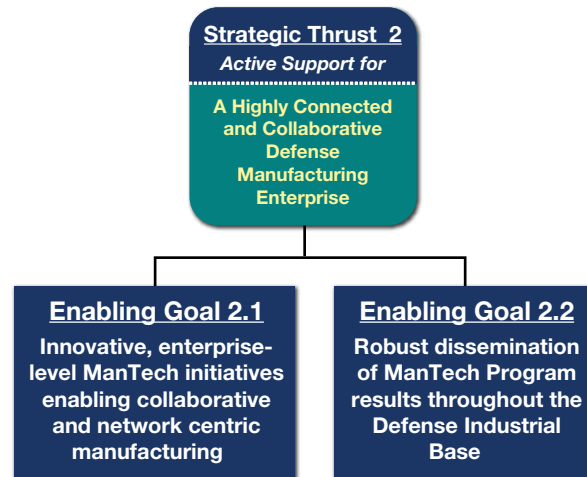 Strategic Thrust 2
Active Support for
A Highly Connected
and Collaborative
Defense
Manufacturing
Enterprise
Enabling Goal 2.1
Innovative, enterprise-
level ManTech initiatives
enabling collaborative
and network centric
manufacturing
Enabling Goal 2.2
Robust dissemination
of ManTech Program
results throughout the
Defense Industrial
Base